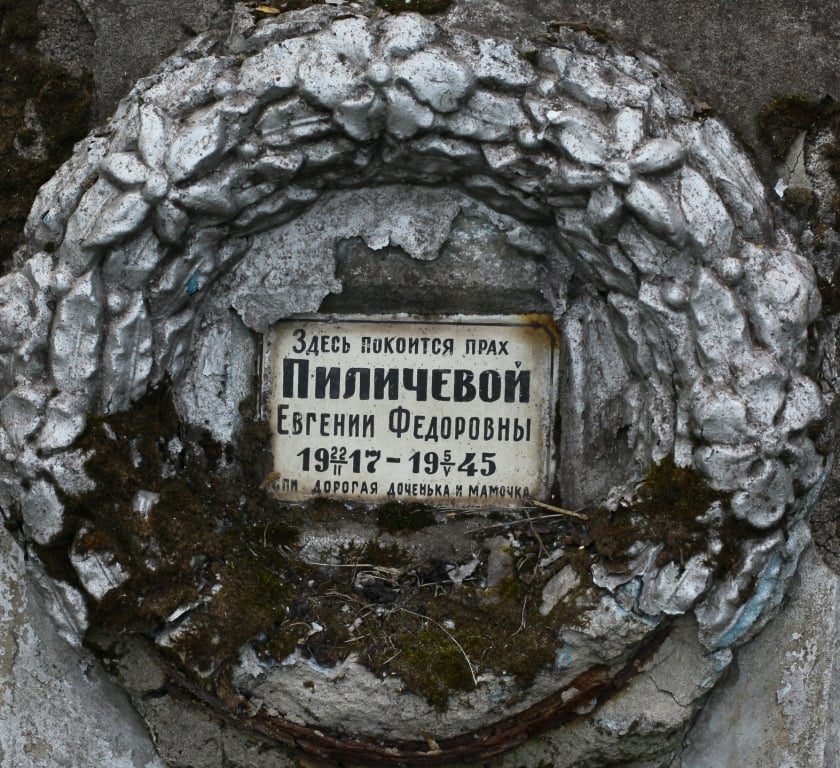 Здесь покоится прах
Пиличевой
Евгении Федоровны
19 22/II 17 – 19 5/V 45
дорогая доченька и мамочка